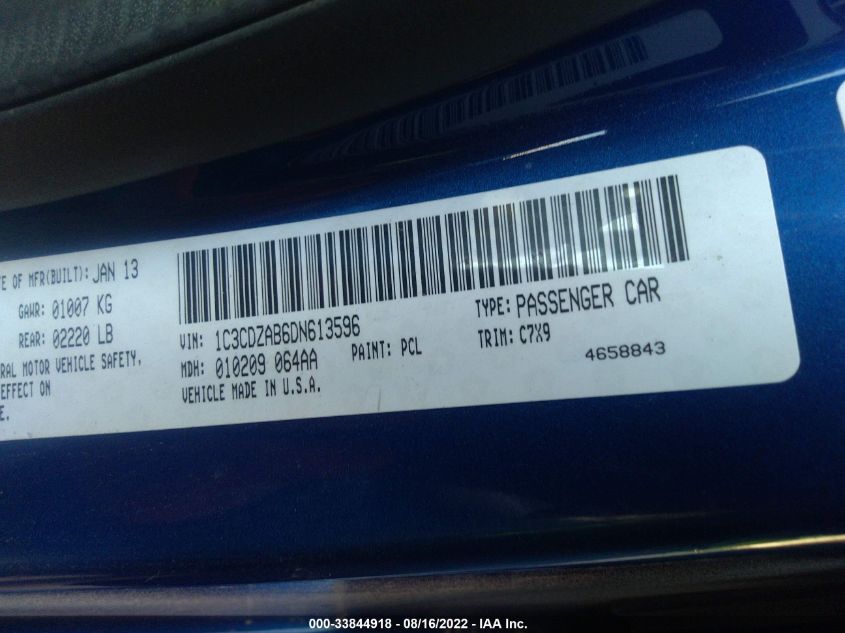 TE OF MFR(BUILT): JAN 13
GAWR: 01007 KG
REAR: 02220 LB
RAL MOTOR VEHICLE SAFETY,
EFFECT ON
E.
VIN: 1C3CDZAB6DN613596
MDH: 010209 064AA
VEHICLE MADE IN U.S.A.
PAINT: PCL
TYPE: PASSENGER CAR
TRIM: C7X9
4658843
000-33844918 - 08/16/2022 - IAA Inc.